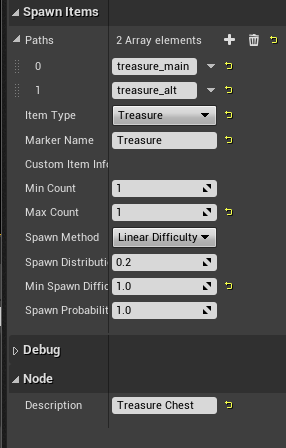 Spawn Items
Paths 2 Array elements
0 treasure_main
1 treasure_alt
Item Type Treasure
Marker Name Treasure
Custom Item Info
Min Count 1
Max Count 1
Spawn Method Linear Difficulty
Spawn Distributi 0.2
Min Spawn Diffic 1.0
Spawn Probabilit 1.0
Debug
Node
Description Treasure Chest